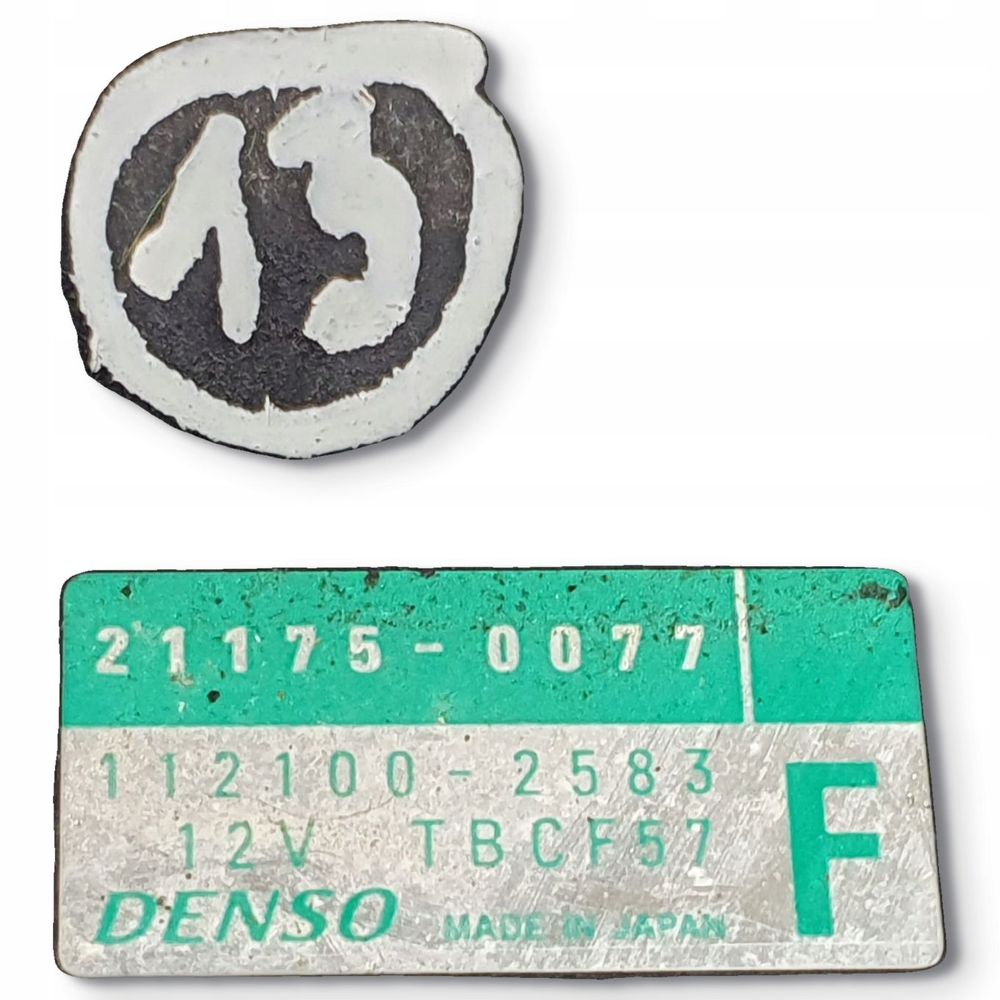 13
21175-0077
112100-2583
F
12V TBCF57
DENSO MADE IN JAPAN